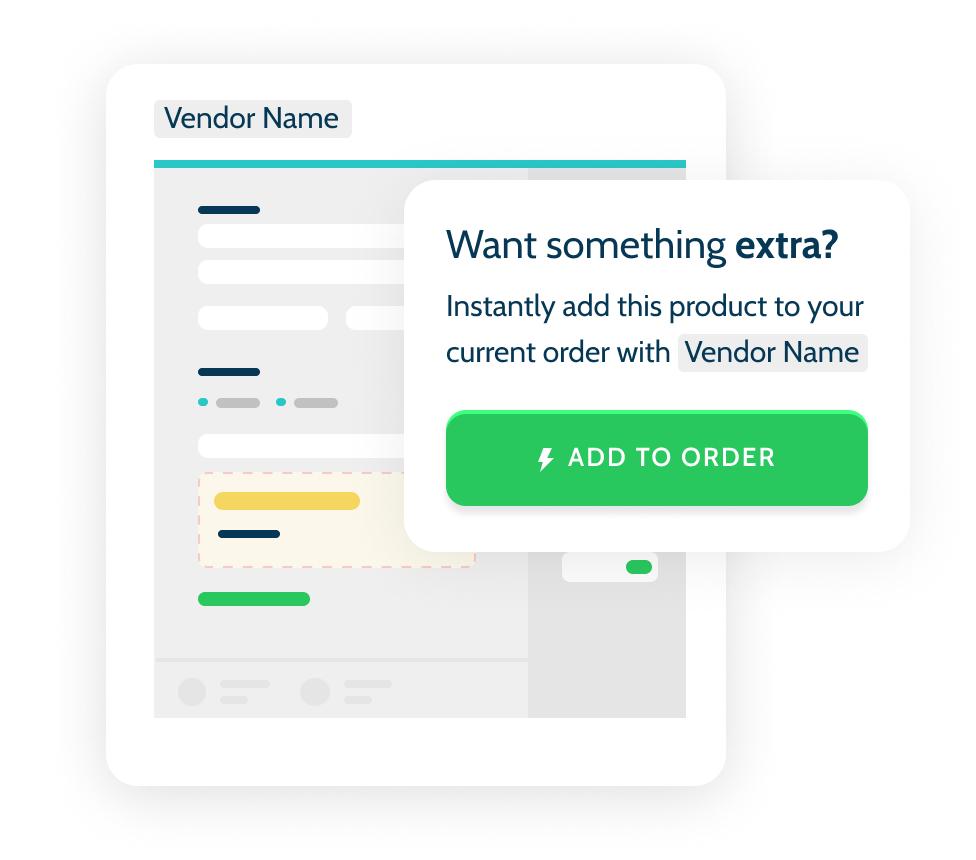 Vendor Name
Want something extra?
Instantly add this product to your
current order with Vendor Name
ADD TO ORDER